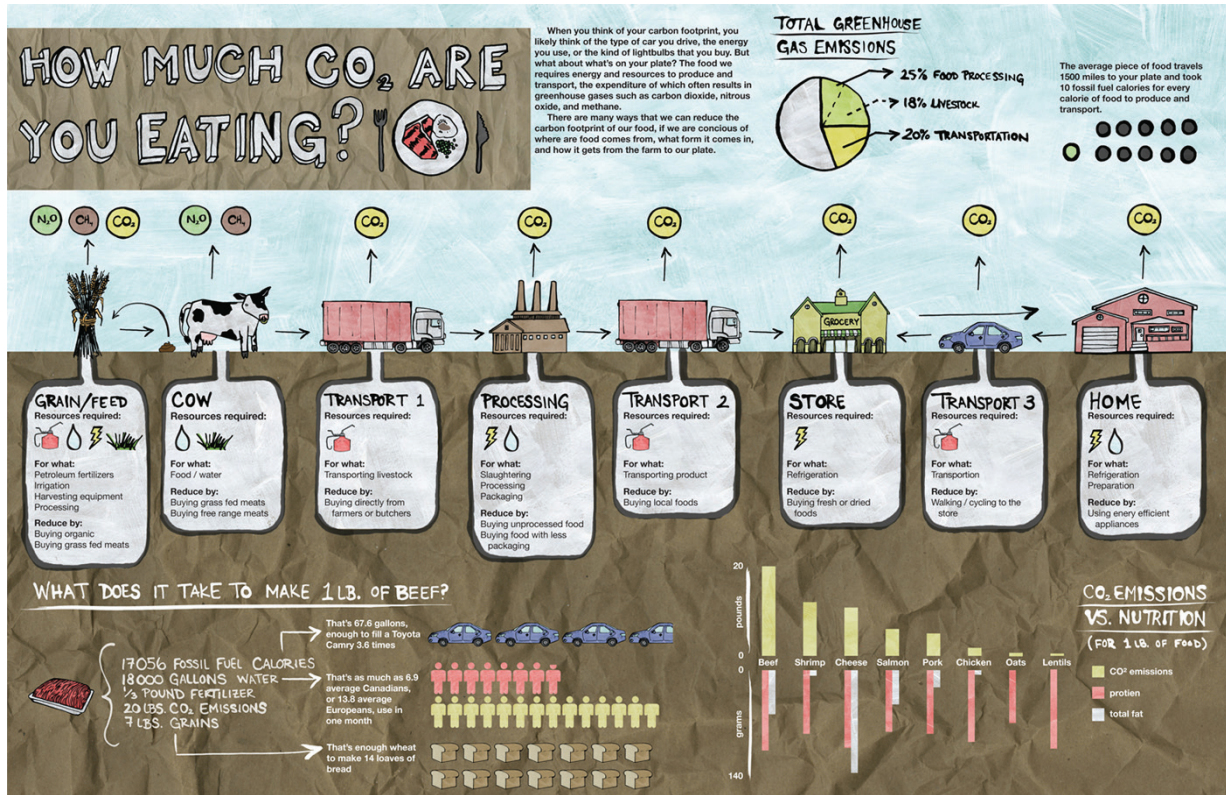 HOW MUCH CO₂ ARE
YOU EATING?
When you think of your carbon footprint, you
likely think of the type of car you drive, the energy
you use, or the kind of lightbulbs that you buy. But
what about what's on your plate? The food we
requires energy and resources to produce and
transport, the expenditure of which often results in
greenhouse gases such as carbon dioxide, nitrous
oxide, and methane.
There are many ways that we can reduce the
carbon footprint of our food, if we are concious of
where are food comes from, what form it comes in,
and how it gets from the farm to our plate.
TOTAL GREENHOUSE
GAS EMISSIONS
25% FOOD PROCESSING
18% LIVESTOCK
20% TRANSPORTATION
The average piece of food travels
1500 miles to your plate and took
10 fossil fuel calories for every
calorie of food to produce and
transport.
N₂O CH₄ CO₂
N₂O CH₄
CO₂
CO₂
CO₂
CO₂
CO₂
CO₂
GROCERY
GRAIN/FEED
Resources required:
For what:
Petroleum fertilizers
Irrigation
Harvesting equipment
Processing
Reduce by:
Buying organic
Buying grass fed meats
COW
Resources required:
For what:
Food / water
Reduce by:
Buying grass fed meats
Buying free range meats
TRANSPORT 1
Resources required:
For what:
Transporting livestock
Reduce by:
Buying directly from
farmers or butchers
PROCESSING
Resources required:
For what:
Slaughtering
Processing
Packaging
Reduce by:
Buying unprocessed food
Buying food with less
packaging
TRANSPORT 2
Resources required:
For what:
Transporting product
Reduce by:
Buying local foods
STORE
Resources required:
For what:
Refrigeration
Reduce by:
Buying fresh or dried
foods
TRANSPORT 3
Resources required:
For what:
Transportion
Reduce by:
Walking / cycling to the
store
HOME
Resources required:
For what:
Refrigeration
Preparation
Reduce by:
Using enery efficient
appliances
WHAT DOES IT TAKE TO MAKE 1 LB. OF BEEF?
17056 FOSSIL FUEL CALORIES
18000 GALLONS WATER
⅓ POUND FERTILIZER
20 LBS. CO₂ EMISSIONS
7 LBS. GRAINS
That's 67.6 gallons,
enough to fill a Toyota
Camry 3.6 times
That's as much as 6.9
average Canadians,
or 13.8 average
Europeans, use in
one month
That's enough wheat
to make 14 loaves of
bread
20
pounds
0
Beef Shrimp Cheese Salmon Pork Chicken Oats Lentils
0
grams
140
CO₂ EMISSIONS
VS. NUTRITION
(FOR 1 LB. OF FOOD)
CO² emissions
protien
total fat